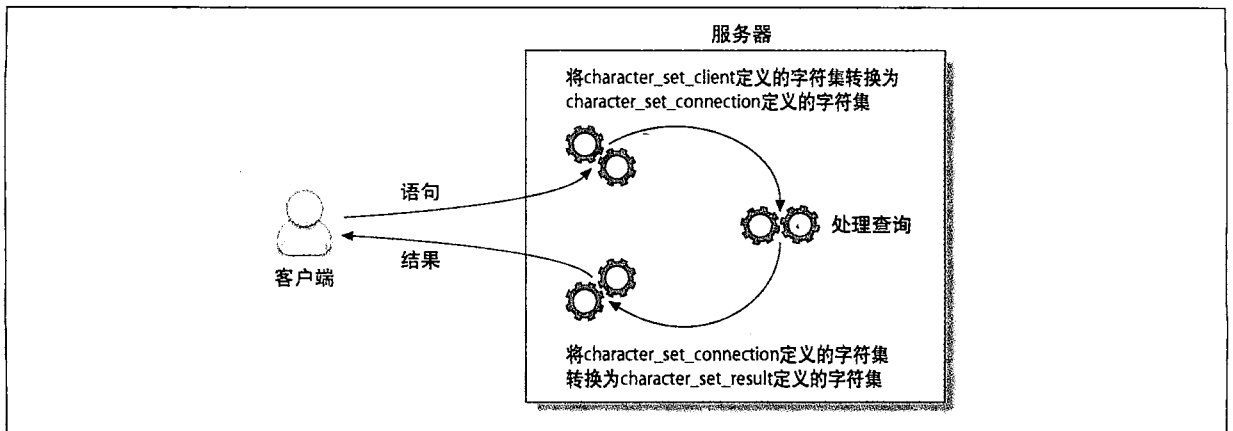 服务器
将character_set_client定义的字符集转换为
character_set_connection定义的字符集
语句
处理查询
结果
客户端
将character_set_connection定义的字符集
转换为character_set_result定义的字符集